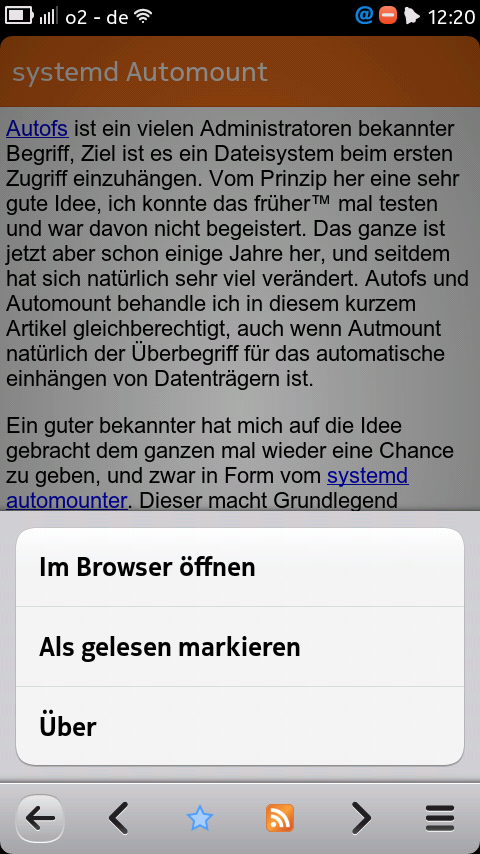 o2 - de
12:20
systemd Automount
Autofs ist ein vielen Administratoren bekannter
Begriff, Ziel ist es ein Dateisystem beim ersten
Zugriff einzuhängen. Vom Prinzip her eine sehr
gute Idee, ich konnte das früher™ mal testen
und war davon nicht begeistert. Das ganze ist
jetzt aber schon einige Jahre her, und seitdem
hat sich natürlich sehr viel verändert. Autofs und
Automount behandle ich in diesem kurzem
Artikel gleichberechtigt, auch wenn Autmount
natürlich der Überbegriff für das automatische
einhängen von Datenträgern ist.
Ein guter bekannter hat mich auf die Idee
gebracht dem ganzen mal wieder eine Chance
zu geben, und zwar in Form vom systemd
automounter. Dieser macht Grundlegend
Im Browser öffnen
Als gelesen markieren
Über